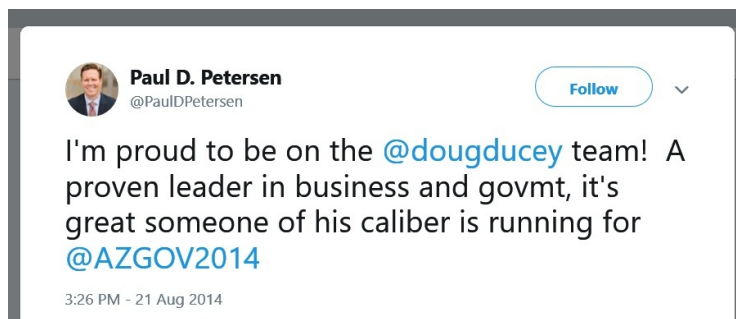 Paul D. Petersen
@PaulDPetersen
Follow
I'm proud to be on the @dougducey team!  A
proven leader in business and govmt, it's
great someone of his caliber is running for
@AZGOV2014
3:26 PM - 21 Aug 2014